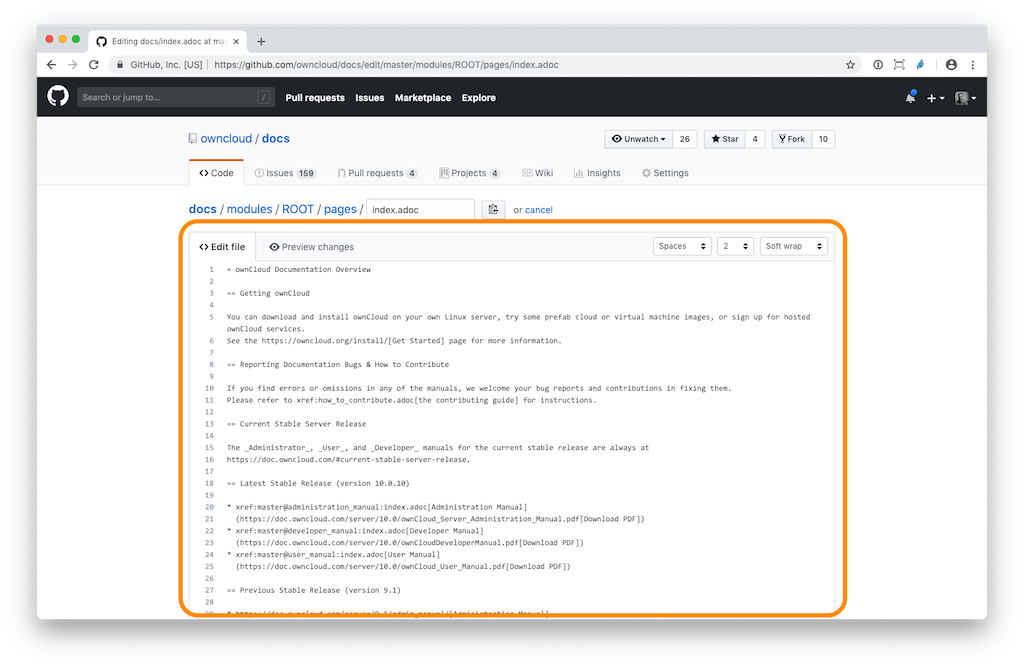 Editing docs/index.adoc at mas
GitHub, Inc. [US] | https://github.com/owncloud/docs/edit/master/modules/ROOT/pages/index.adoc
Search or jump to... / Pull requests Issues Marketplace Explore
owncloud / docs Unwatch 26 Star 4 Fork 10
Code Issues 159 Pull requests 4 Projects 4 Wiki Insights Settings
docs / modules / ROOT / pages / index.adoc or cancel
Edit file Preview changes Spaces 2 Soft wrap
1 = ownCloud Documentation Overview
2
3 == Getting ownCloud
4
5 You can download and install ownCloud on your own Linux server, try some prefab cloud or virtual machine images, or sign up for hosted
ownCloud services.
6 See the https://owncloud.org/install/[Get Started] page for more information.
7
8 == Reporting Documentation Bugs & How to Contribute
9
10 If you find errors or omissions in any of the manuals, we welcome your bug reports and contributions in fixing them.
11 Please refer to xref:how_to_contribute.adoc[the contributing guide] for instructions.
12
13 == Current Stable Server Release
14
15 The _Administrator_, _User_, and _Developer_ manuals for the current stable release are always at
16 https://doc.owncloud.com/#current-stable-server-release.
17
18 == Latest Stable Release (version 10.0.10)
19
20 * xref:master@administration_manual:index.adoc[Administration Manual]
21 (https://doc.owncloud.com/server/10.0/ownCloud_Server_Administration_Manual.pdf[Download PDF])
22 * xref:master@developer_manual:index.adoc[Developer Manual]
23 (https://doc.owncloud.com/server/10.0/ownCloudDeveloperManual.pdf[Download PDF])
24 * xref:master@user_manual:index.adoc[User Manual]
25 (https://doc.owncloud.com/server/10.0/ownCloud_User_Manual.pdf[Download PDF])
26
27 == Previous Stable Release (version 9.1)
28
29 * https://doc.owncloud.com/server/9.1/admin_manual/[Administration Manual]